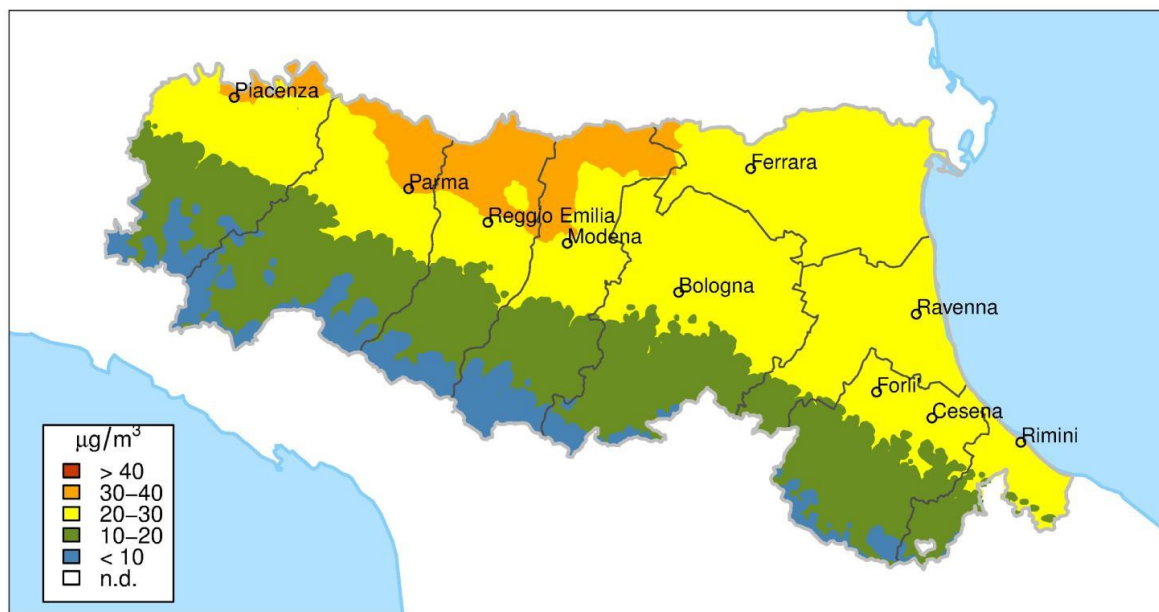 Piacenza
Ferrara
Parma
Reggio Emilia
Modena
Bologna
Ravenna
Forlì
Cesena
Rimini
µg/m³
> 40
30−40
20−30
10−20
< 10
n.d.